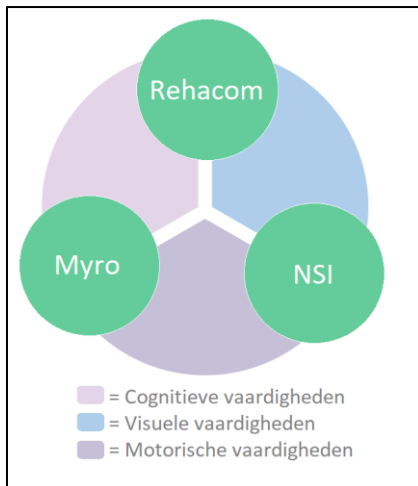 Rehacom
Myro
NSI
= Cognitieve vaardigheden
= Visuele vaardigheden
= Motorische vaardigheden